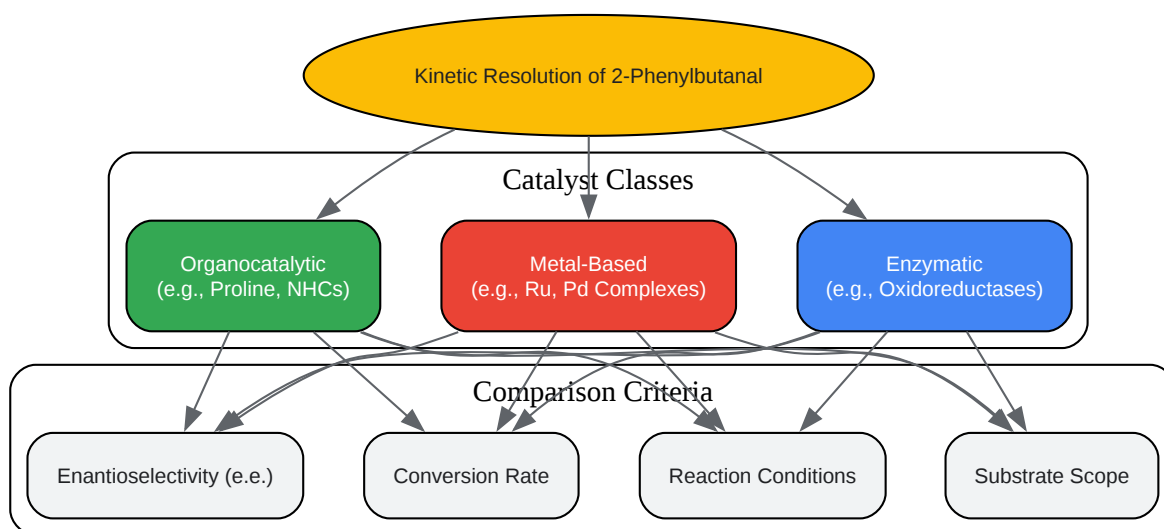 Kinetic Resolution of 2-Phenylbutanal
Catalyst Classes
Organocatalytic
(e.g., Proline, NHCs)
Metal-Based
(e.g., Ru, Pd Complexes)
Enzymatic
(e.g., Oxidoreductases)
Comparison Criteria
Enantioselectivity (e.e.)
Conversion Rate
Reaction Conditions
Substrate Scope